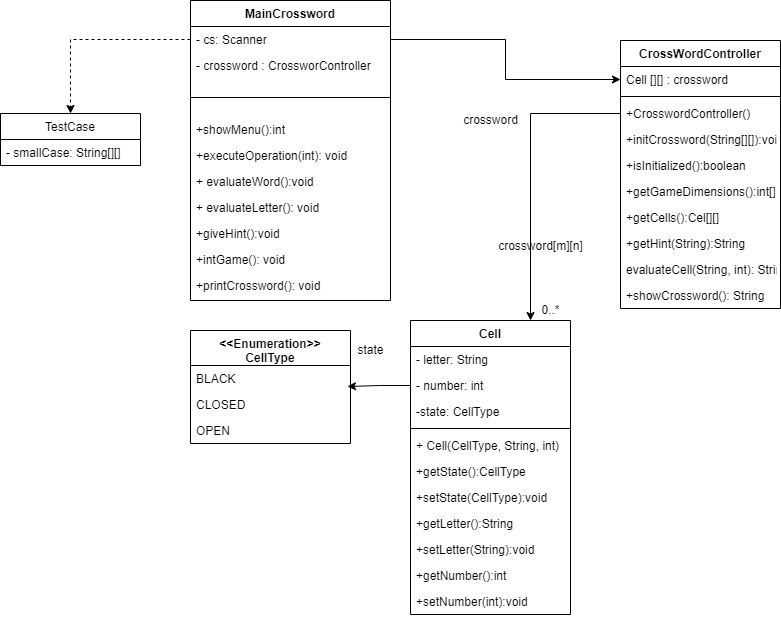 MainCrossword
- cs: Scanner
- crossword : CrossworController
+showMenu():int
+executeOperation(int): void
+ evaluateWord():void
+ evaluateLetter(): void
+giveHint():void
+intGame(): void
+printCrossword(): void
TestCase
- smallCase: String[][]
CrossWordController
Cell [][] : crossword
+CrosswordController()
+initCrossword(String[][]):voi
+isInitialized():boolean
+getGameDimensions():int[]
+getCells():Cel[][]
+getHint(String):String
evaluateCell(String, int): Stri
+showCrossword(): String
crossword
crossword[m][n]
0..*
<<Enumeration>>
CellType
BLACK
CLOSED
OPEN
state
Cell
- letter: String
- number: int
-state: CellType
+ Cell(CellType, String, int)
+getState():CellType
+setState(CellType):void
+getLetter():String
+setLetter(String):void
+getNumber():int
+setNumber(int):void